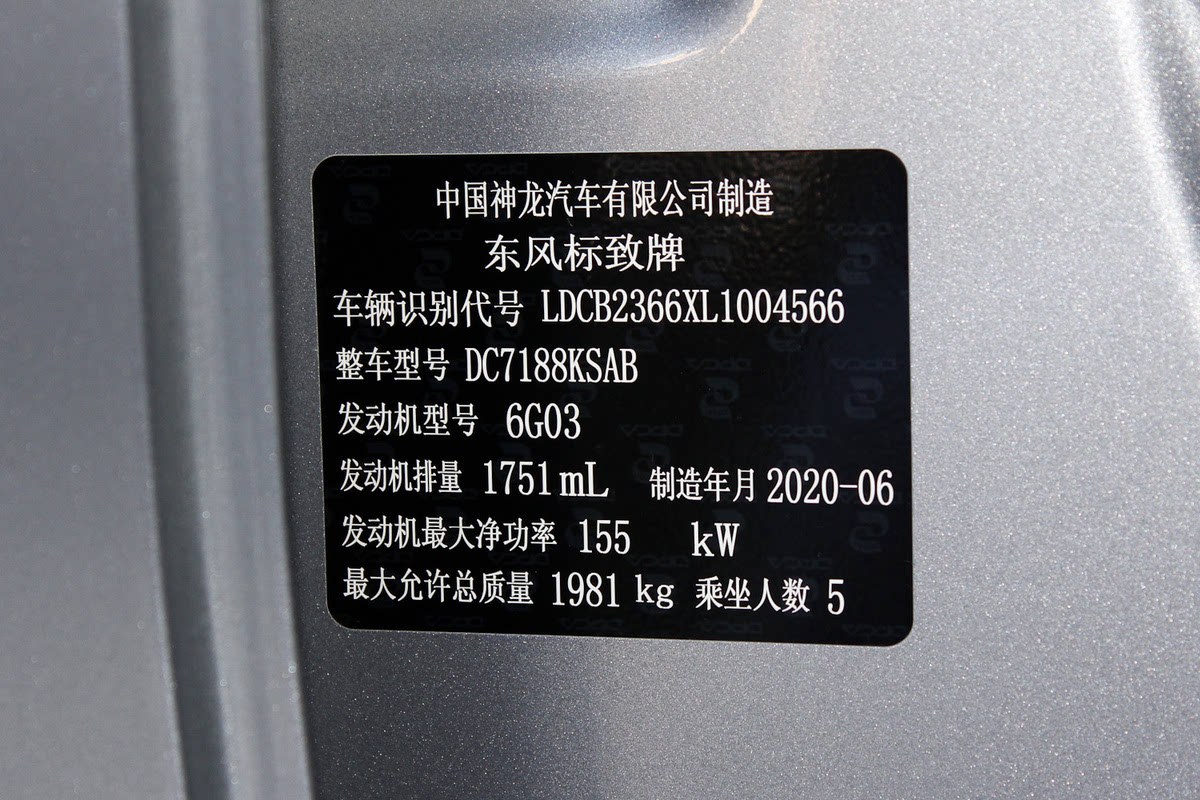 中国神龙汽车有限公司制造
东风标致牌
车辆识别代号 LDCB2366XL1004566
整车型号 DC7188KSAB
发动机型号 6G03
发动机排量 1751mL 制造年月 2020-06
发动机最大净功率 155 kW
最大允许总质量 1981 kg 乘坐人数 5